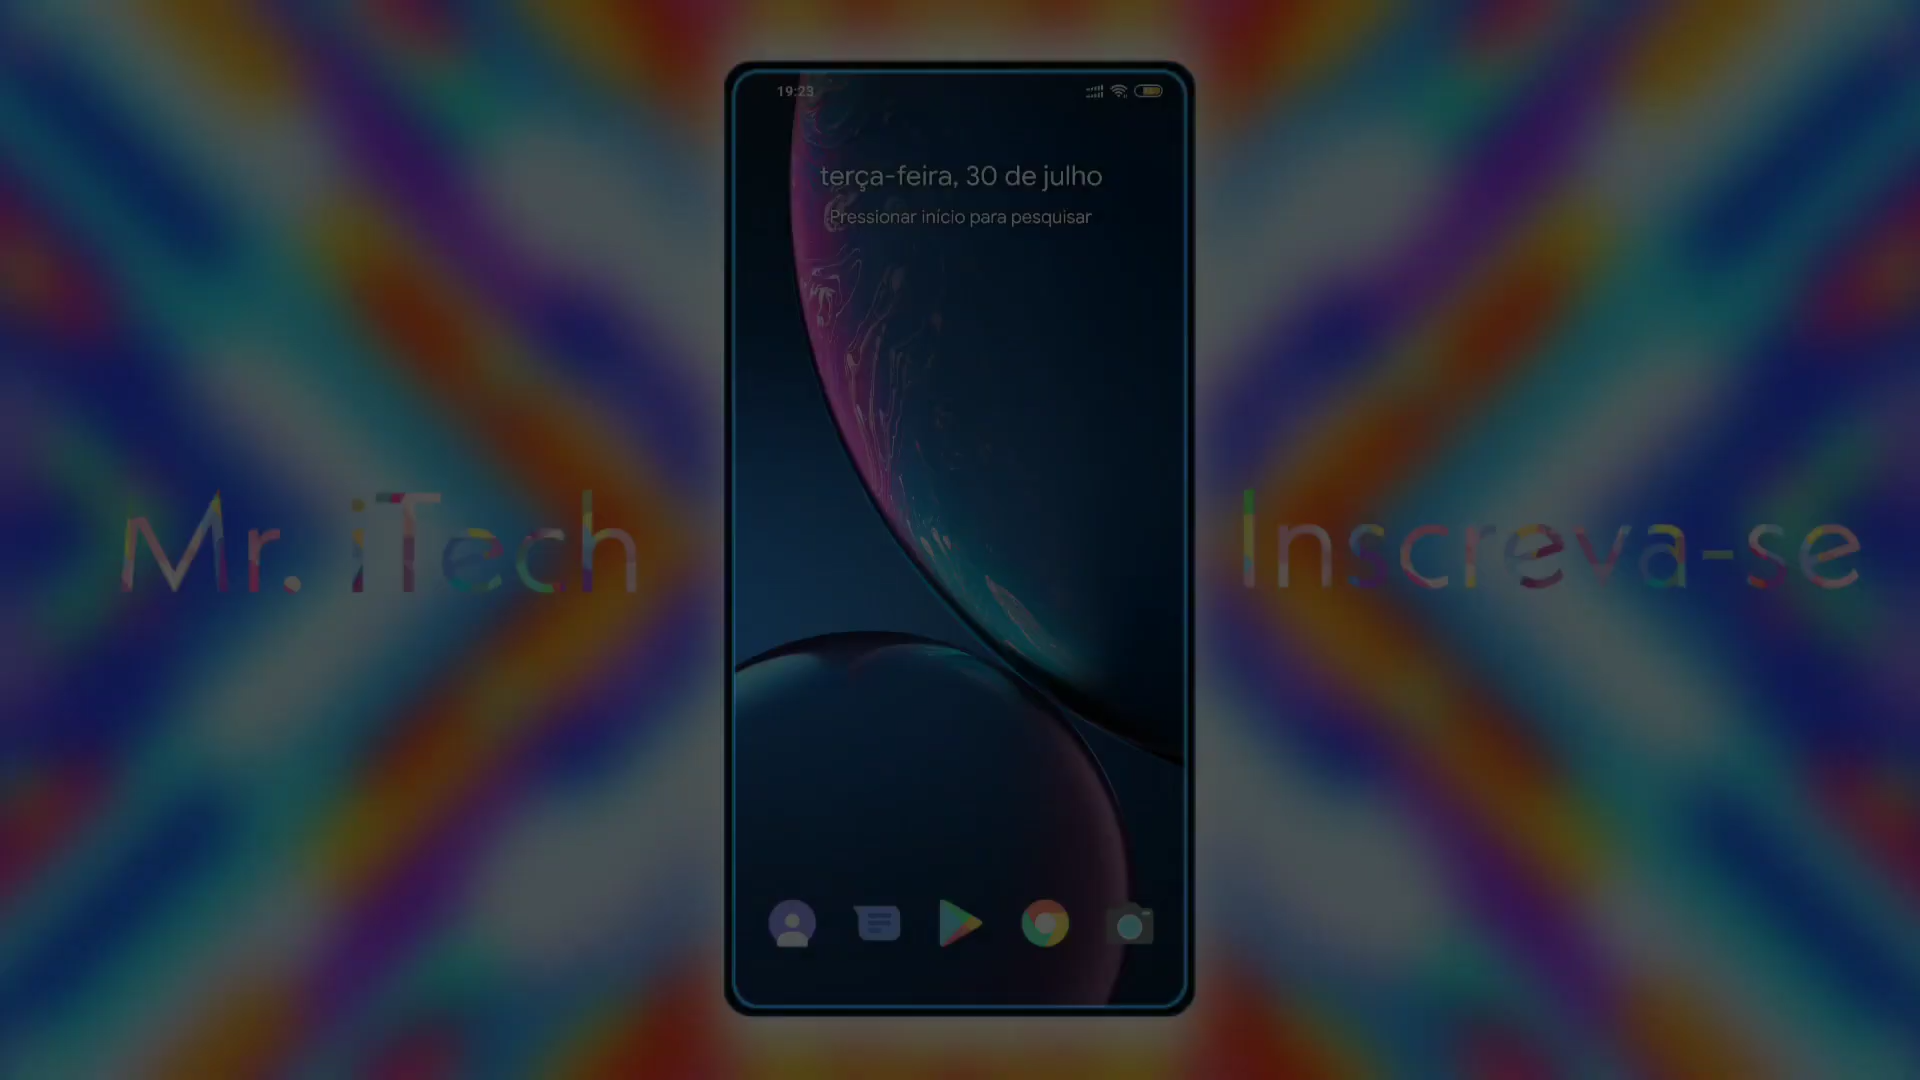 19:23
terça-feira, 30 de julho
Pressionar início para pesquisar
Mr. iTech
Inscreva-se